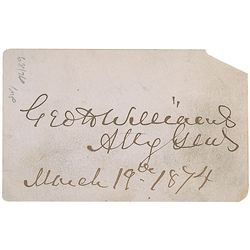 Geo H Williams
Atty Genl
March 19th 1874